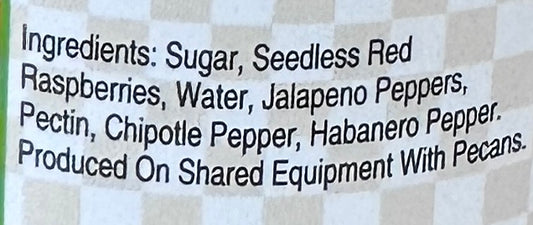 Ingredients: Sugar, Seedless Red
Raspberries, Water, Jalapeno Peppers,
Pectin, Chipotle Pepper, Habanero Pepper.
Produced On Shared Equipment With Pecans.